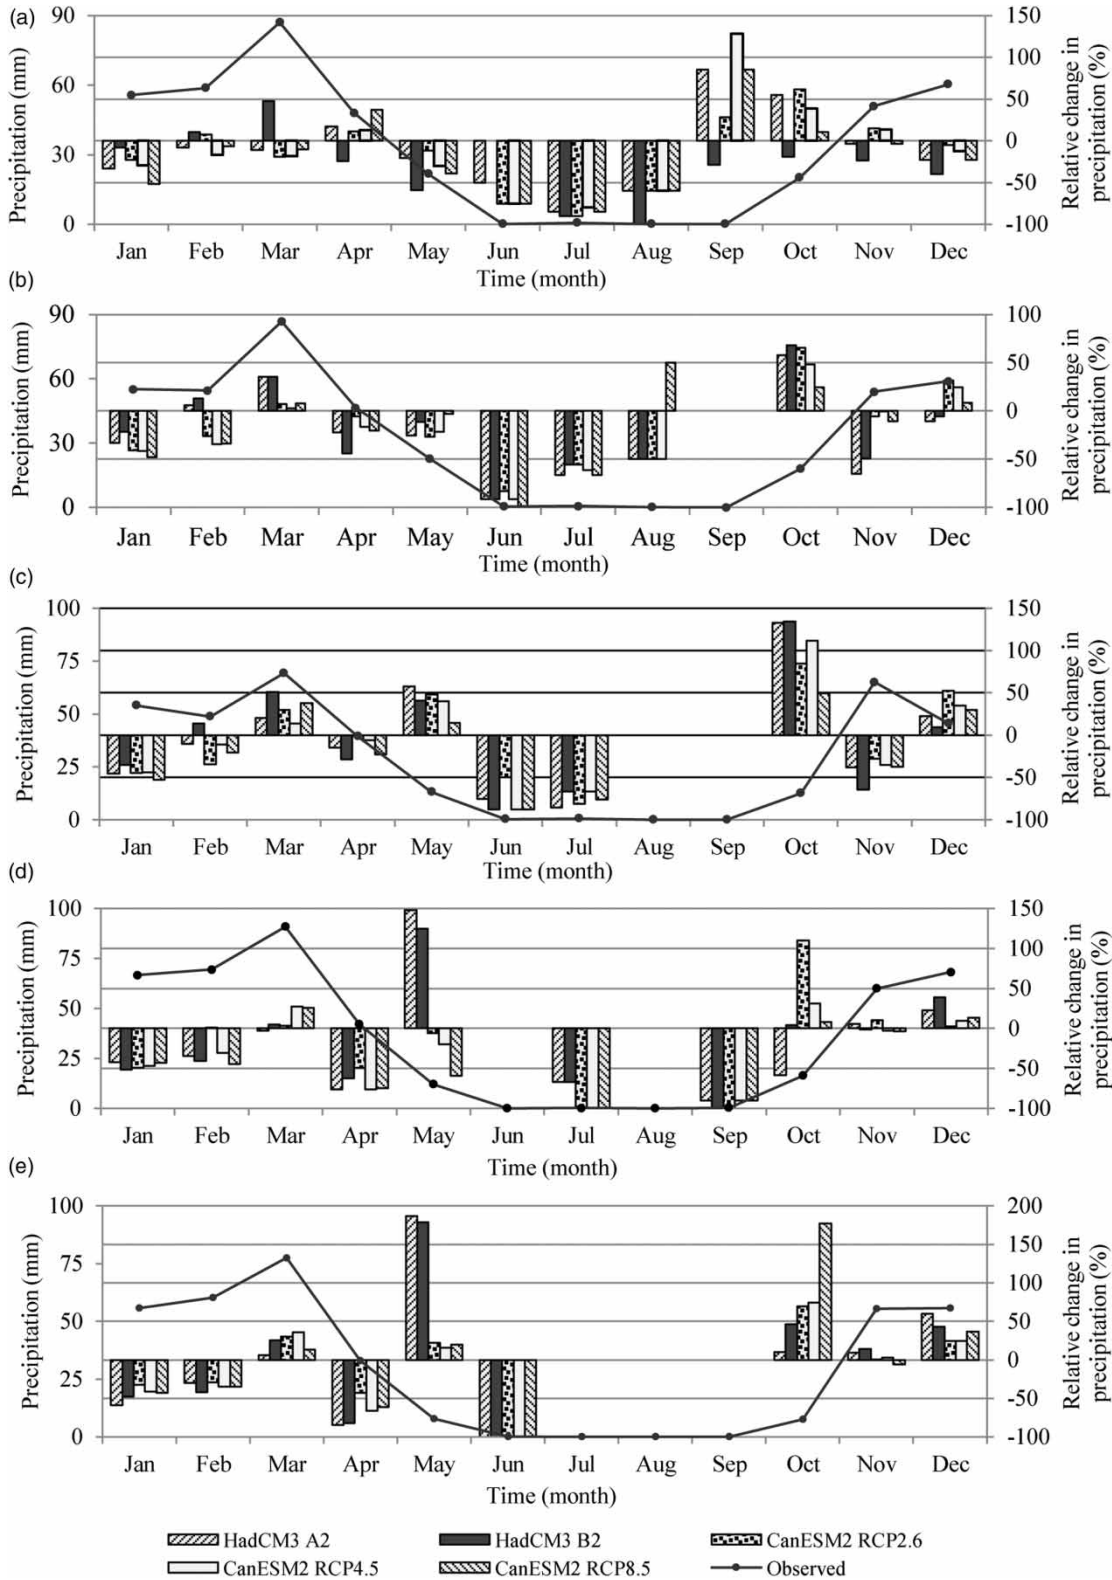 (a)
90
60
30
0
Precipitation (mm)
150
100
50
0
-50
-100
Relative change in
precipitation (%)
Jan Feb Mar Apr May Jun Jul Aug Sep Oct Nov Dec
Time (month)
(b)
90
60
30
0
Precipitation (mm)
100
50
0
-50
-100
Relative change in
precipitation (%)
Jan Feb Mar Apr May Jun Jul Aug Sep Oct Nov Dec
Time (month)
(c)
100
75
50
25
0
Precipitation (mm)
150
100
50
0
-50
-100
Relative change in
precipitation (%)
Jan Feb Mar Apr May Jun Jul Aug Sep Oct Nov Dec
Time (month)
(d)
100
75
50
25
0
Precipitation (mm)
150
100
50
0
-50
-100
Relative change in
precipitation (%)
Jan Feb Mar Apr May Jun Jul Aug Sep Oct Nov Dec
Time (month)
(e)
100
75
50
25
0
Precipitation (mm)
200
150
100
50
0
-50
-100
Relative change in
precipitation (%)
Jan Feb Mar Apr May Jun Jul Aug Sep Oct Nov Dec
Time (month)
HadCM3 A2 HadCM3 B2 CanESM2 RCP2.6
CanESM2 RCP4.5 CanESM2 RCP8.5 Observed